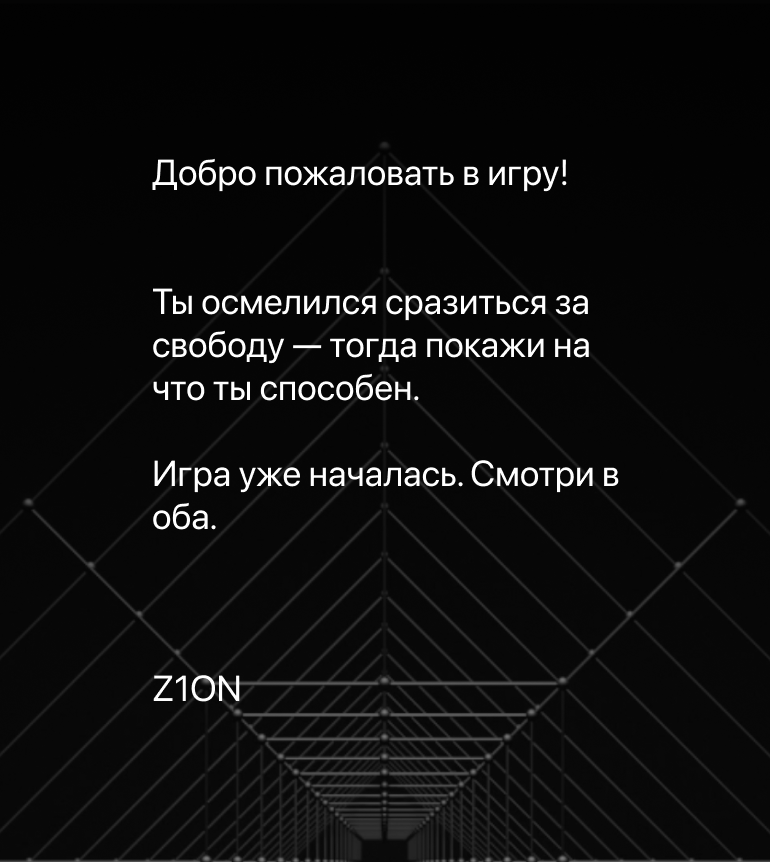 Добро пожаловать в игру!
Ты осмелился сразиться за
свободу — тогда покажи на
что ты способен.
Игра уже началась. Смотри в
оба.
Z1ON